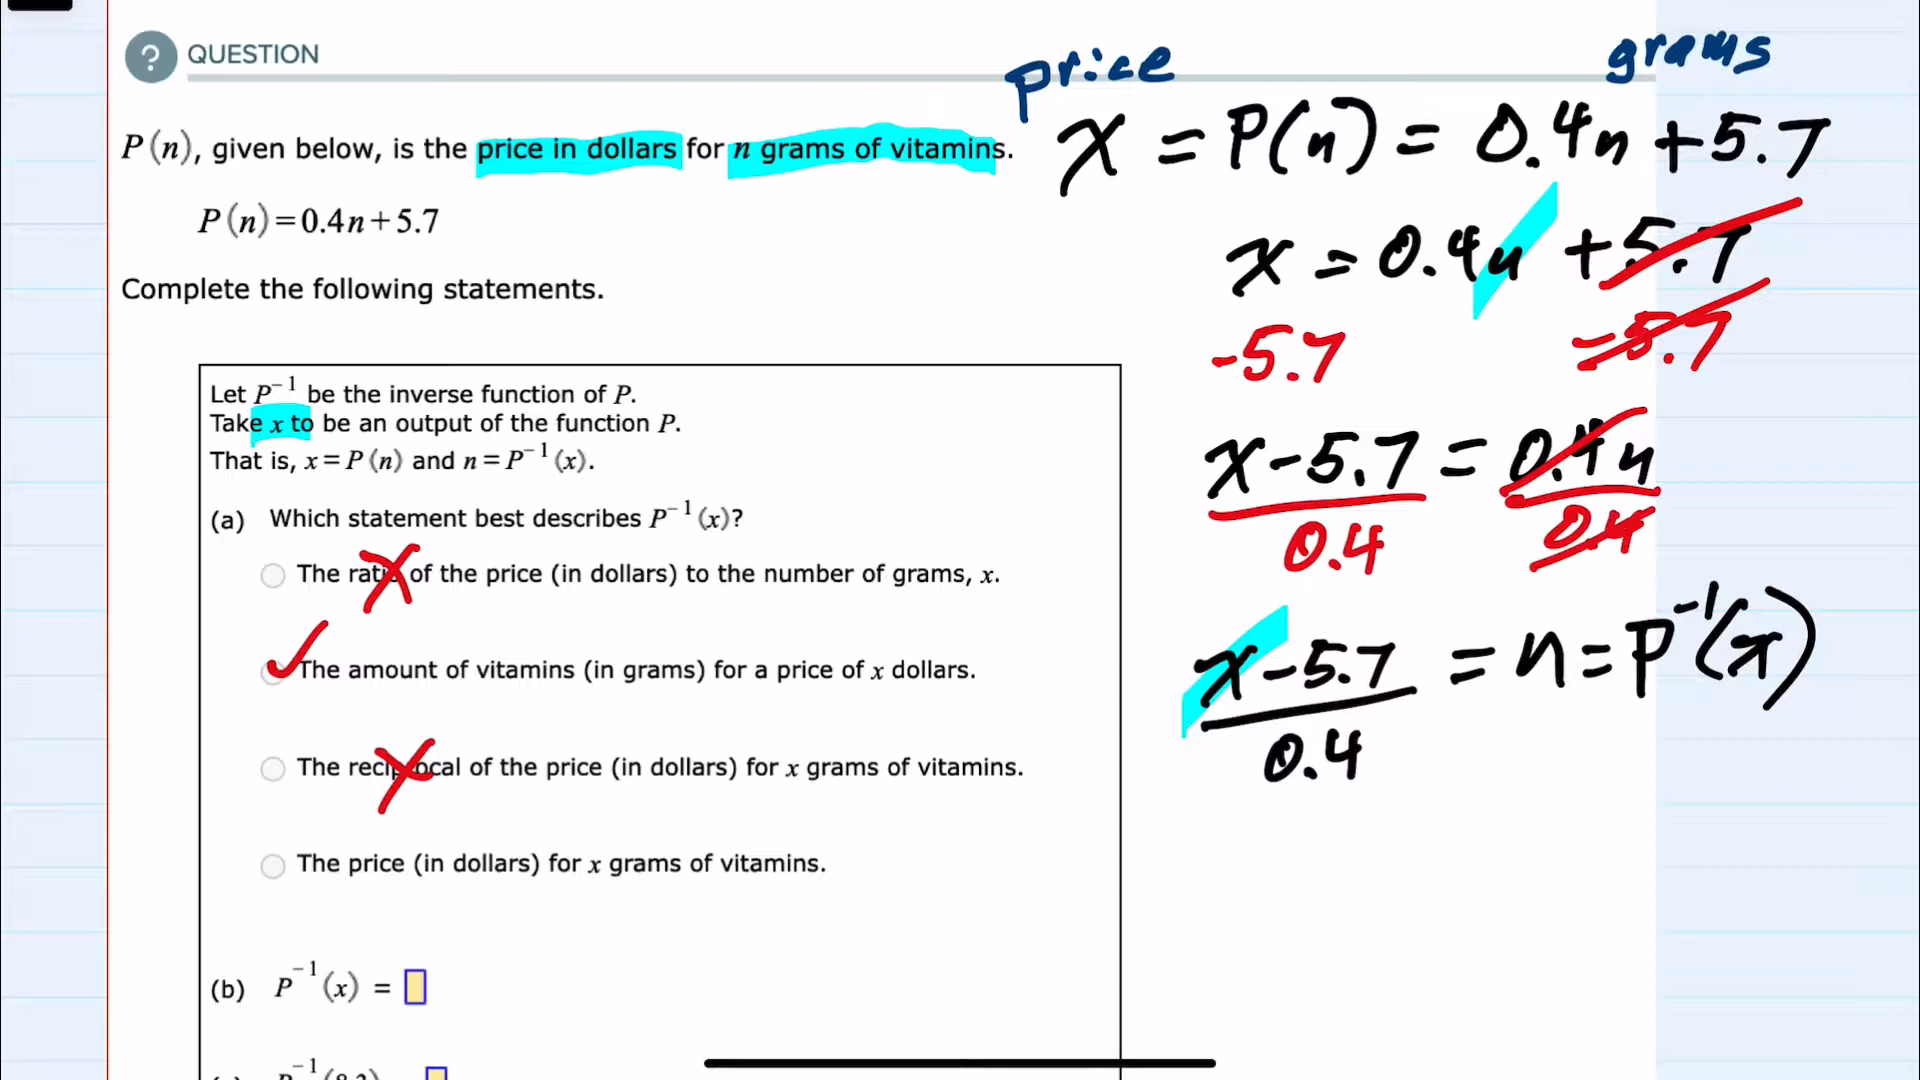 ? QUESTION
price
grams
P(n), given below, is the price in dollars for n grams of vitamins.
x = P(n) = 0.4n + 5.7
P(n)=0.4n+5.7
x = 0.4n + 5.7
Complete the following statements.
-5.7 -5.7
Let P⁻¹ be the inverse function of P.
Take x to be an output of the function P.
That is, x=P(n) and n=P⁻¹(x).
x-5.7 = 0.4n
0.4 0.4
(a) Which statement best describes P⁻¹(x)?
The ratio of the price (in dollars) to the number of grams, x.
The amount of vitamins (in grams) for a price of x dollars.
x-5.7 = n = P⁻¹(x)
0.4
The reciprocal of the price (in dollars) for x grams of vitamins.
The price (in dollars) for x grams of vitamins.
(b) P⁻¹(x) =